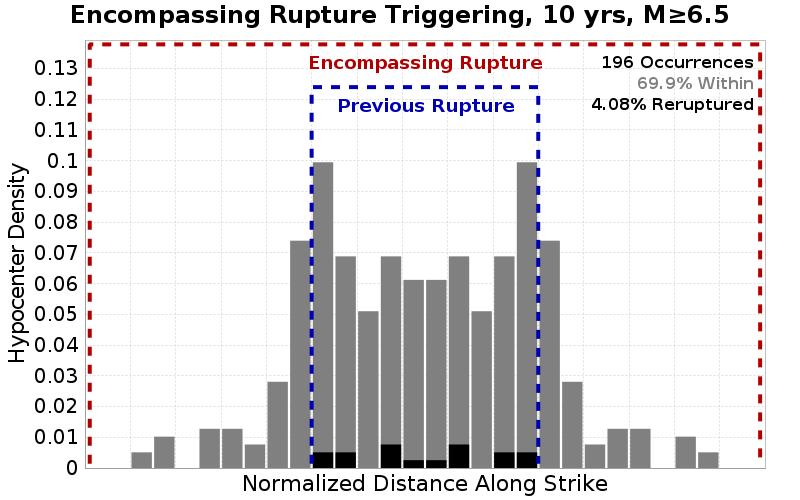 Encompassing Rupture Triggering, 10 yrs, M≥6.5
Encompassing Rupture
196 Occurrences
69.9% Within
4.08% Reruptured
Previous Rupture
Hypocenter Density
0.13
0.12
0.11
0.1
0.09
0.08
0.07
0.06
0.05
0.04
0.03
0.02
0.01
0
Normalized Distance Along Strike